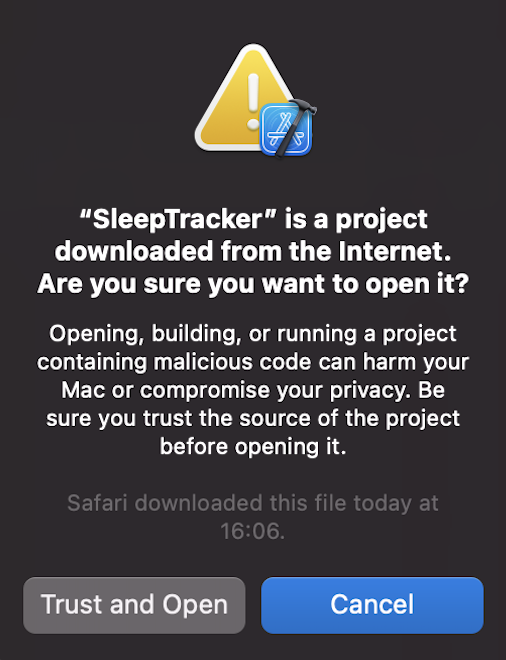 “SleepTracker” is a project
downloaded from the Internet.
Are you sure you want to open it?
Opening, building, or running a project
containing malicious code can harm your
Mac or compromise your privacy. Be
sure you trust the source of the project
before opening it.
Safari downloaded this file today at
16:06.
Trust and Open
Cancel